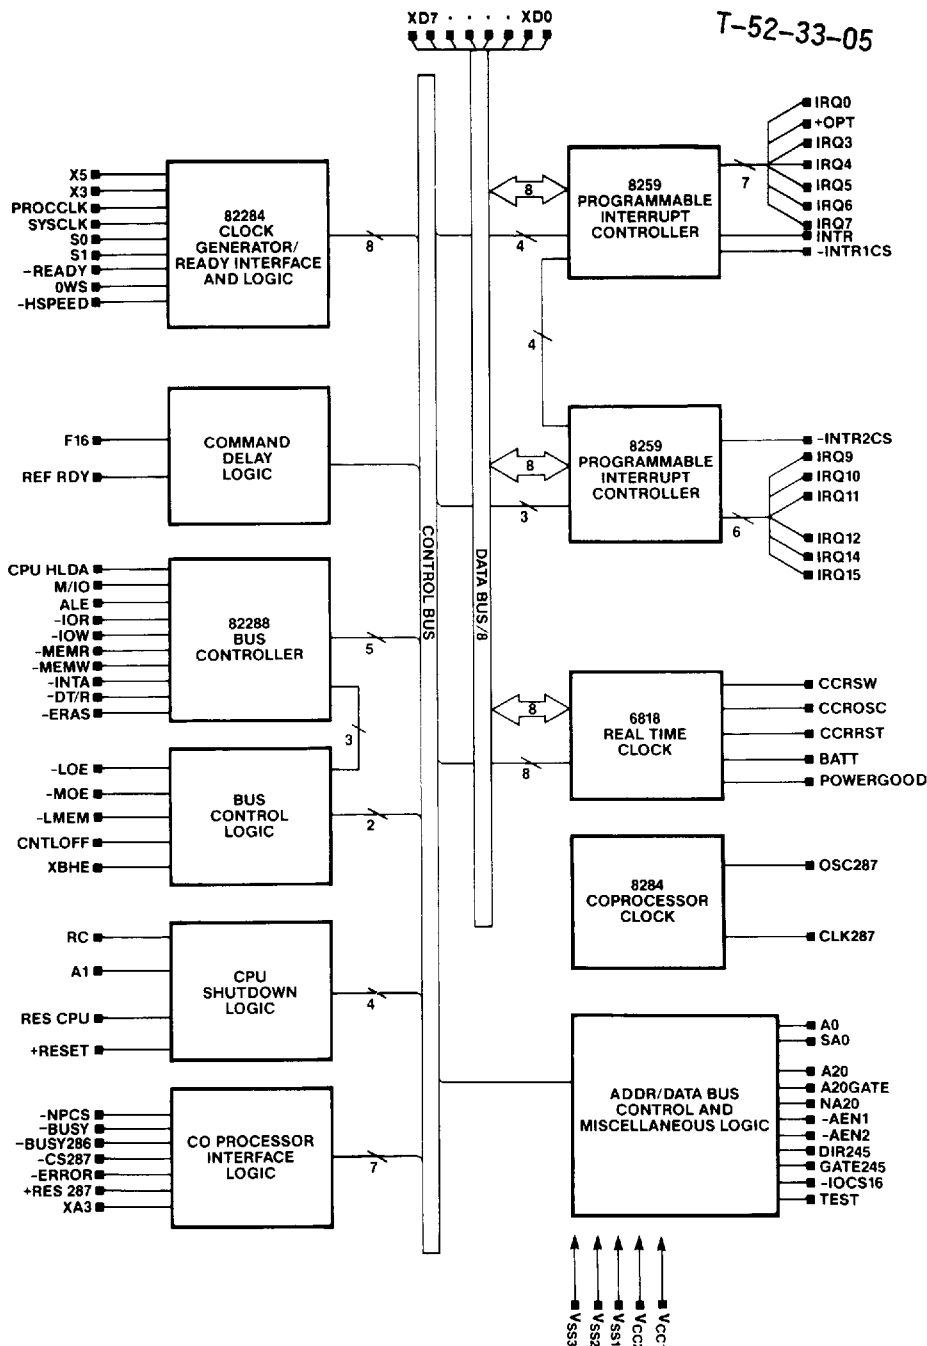 XD7 · · · · XD0
T-52-33-05
X5
X3
PROCCLK
SYSCLK
S0
S1
-READY
0WS
-HSPEED
82284
CLOCK
GENERATOR/
READY INTERFACE
AND LOGIC
8
8
4
8259
PROGRAMMABLE
INTERRUPT
CONTROLLER
7
IRQ0
+OPT
IRQ3
IRQ4
IRQ5
IRQ6
IRQ7
INTR
-INTR1CS
4
F16
REF RDY
COMMAND
DELAY
LOGIC
8
3
8259
PROGRAMMABLE
INTERRUPT
CONTROLLER
6
-INTR2CS
IRQ9
IRQ10
IRQ11
IRQ12
IRQ14
IRQ15
CONTROL BUS
DATA BUS/8
CPU HLDA
M/IO
ALE
-IOR
-IOW
-MEMR
-MEMW
-INTA
-DT/R
-ERAS
82288
BUS
CONTROLLER
5
3
8
8
6818
REAL TIME
CLOCK
CCRSW
CCROSC
CCRRST
BATT
POWERGOOD
-LOE
-MOE
-LMEM
CNTLOFF
XBHE
BUS
CONTROL
LOGIC
2
8284
COPROCESSOR
CLOCK
OSC287
CLK287
RC
A1
RES CPU
+RESET
CPU
SHUTDOWN
LOGIC
4
ADDR/DATA BUS
CONTROL AND
MISCELLANEOUS LOGIC
A0
SA0
A20
A20GATE
NA20
-AEN1
-AEN2
DIR245
GATE245
-IOCS16
TEST
-NPCS
-BUSY
-BUSY286
-CS287
-ERROR
+RES 287
XA3
CO PROCESSOR
INTERFACE
LOGIC
7
VSS3
VSS2
VSS1